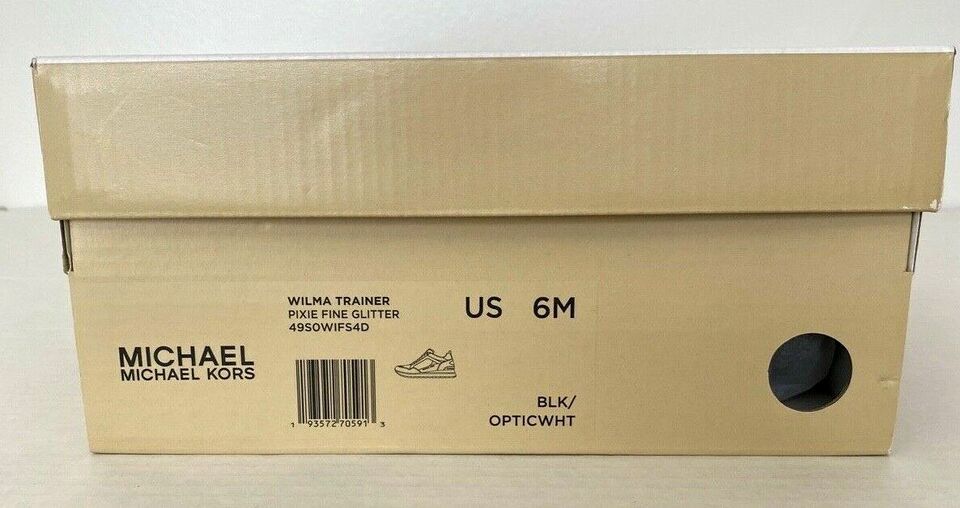 WILMA TRAINER
PIXIE FINE GLITTER
49S0WIFS4D
US 6M
MICHAEL
MICHAEL KORS
1 93572 70591 3
BLK/
OPTICWHT